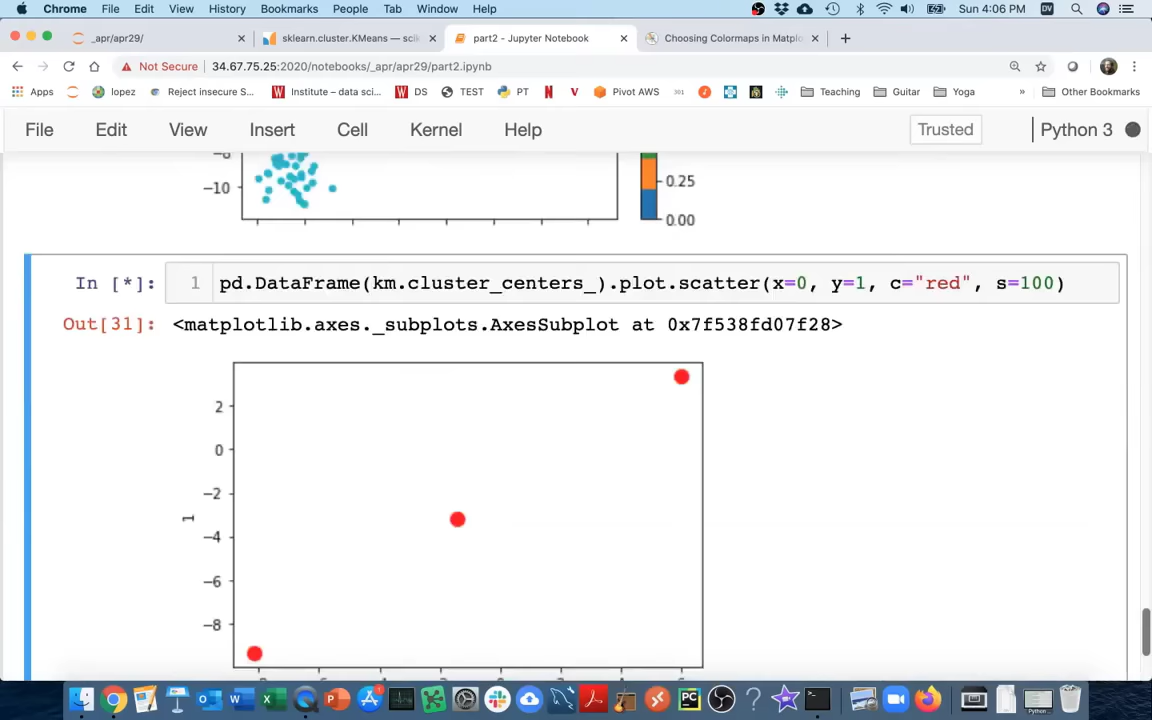 Chrome File Edit View History Bookmarks People Tab Window Help Sun 4:06 PM
_apr/apr29/ sklearn.cluster.KMeans — scik part2 - Jupyter Notebook Choosing Colormaps in Matplo
Not Secure 34.67.75.25:2020/notebooks/_apr/apr29/part2.ipynb
Apps lopez Reject insecure S... Institute – data sci... DS TEST PT Pivot AWS 301 Teaching Guitar Yoga » Other Bookmarks
File Edit View Insert Cell Kernel Help Trusted Python 3
−8
−10 0.25
0.00
In [*]: 1 pd.DataFrame(km.cluster_centers_).plot.scatter(x=0, y=1, c="red", s=100)
Out[31]: <matplotlib.axes._subplots.AxesSubplot at 0x7f538fd07f28>
2
0
−2
1
−4
−6
−8